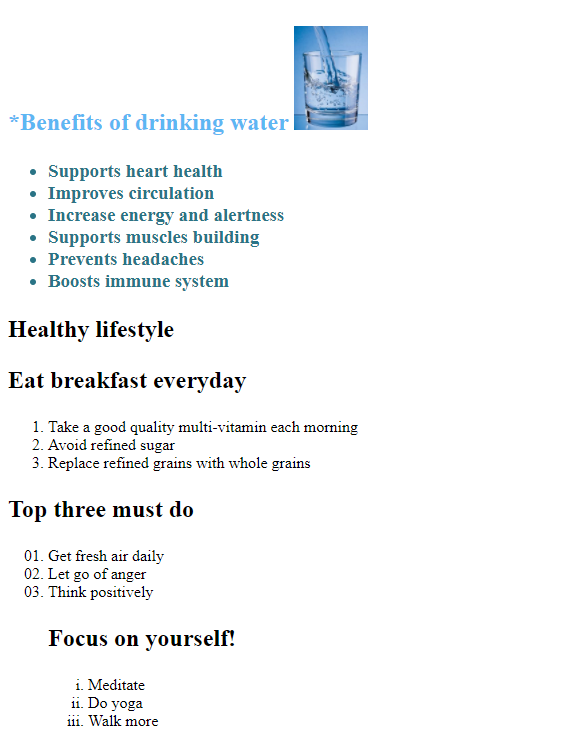 *Benefits of drinking water
• Supports heart health
• Improves circulation
• Increase energy and alertness
• Supports muscles building
• Prevents headaches
• Boosts immune system
Healthy lifestyle
Eat breakfast everyday
1. Take a good quality multi-vitamin each morning
2. Avoid refined sugar
3. Replace refined grains with whole grains
Top three must do
01. Get fresh air daily
02. Let go of anger
03. Think positively
Focus on yourself!
i. Meditate
ii. Do yoga
iii. Walk more